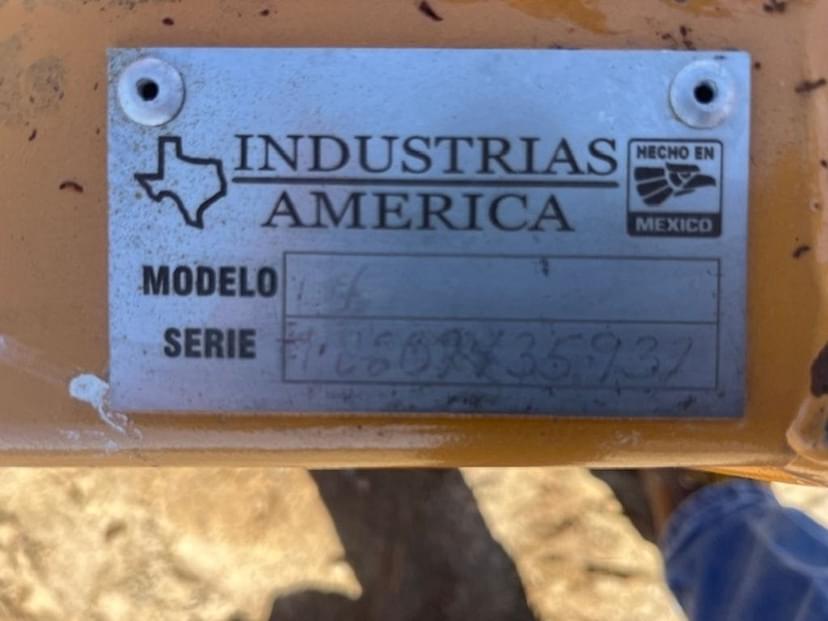 INDUSTRIAS
AMERICA
HECHO EN
MEXICO
MODELO
SERIE